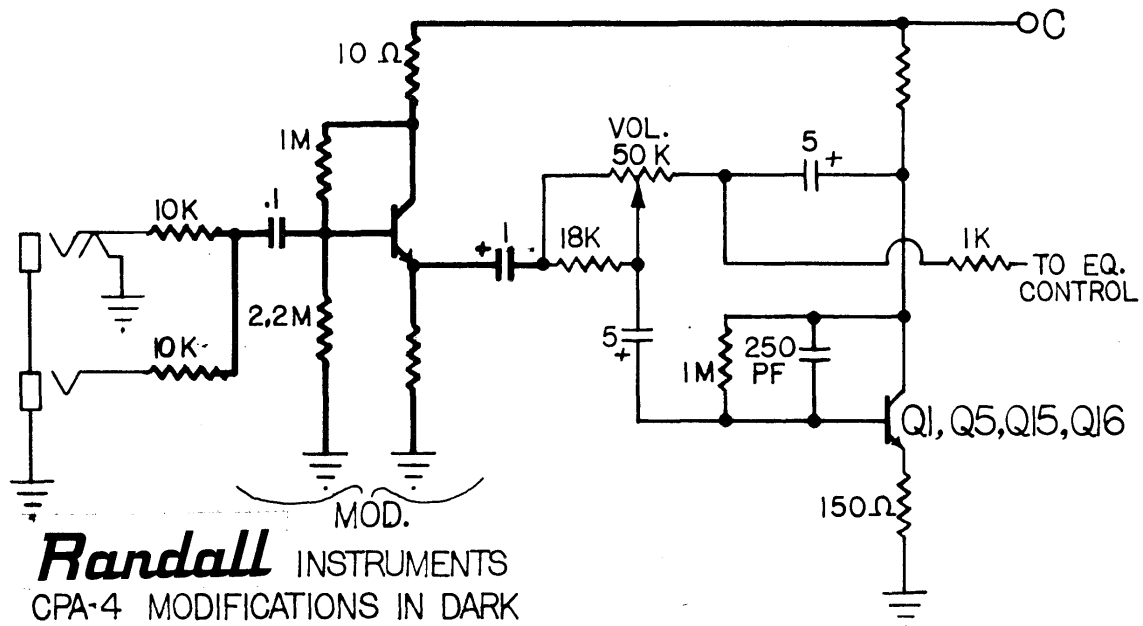 C
10 Ω
VOL.
50 K
5
+
1M
.1
10K
+
1
18K
1K
TO EQ.
CONTROL
2.2M
5
+
250
PF
1M
10K
Q1, Q5, Q15, Q16
150Ω
MOD.
Randall INSTRUMENTS
CPA-4 MODIFICATIONS IN DARK